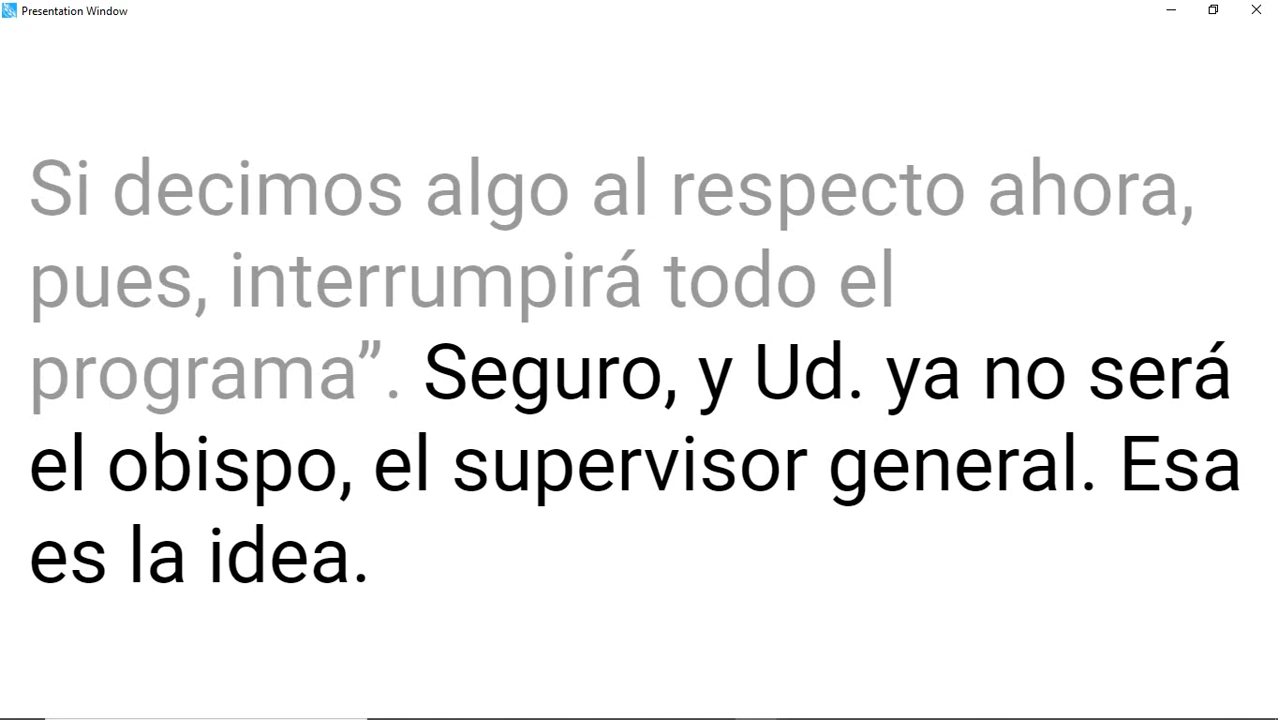 Presentation Window
Si decimos algo al respecto ahora,
pues, interrumpirá todo el
programa”. Seguro, y Ud. ya no será
el obispo, el supervisor general. Esa
es la idea.